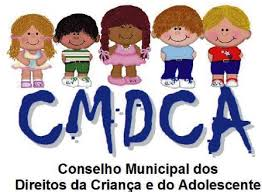 CMDCA
Conselho Municipal dos
Direitos da Criança e do Adolescente